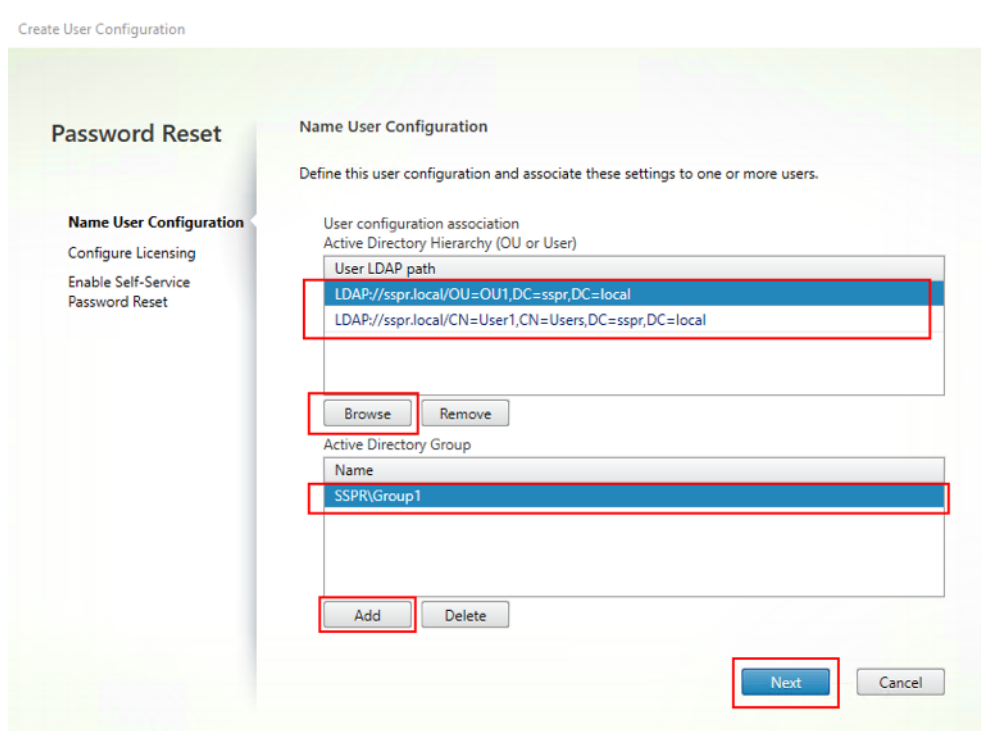 Create User Configuration
Password Reset
Name User Configuration
Configure Licensing
Enable Self-Service
Password Reset
Name User Configuration
Define this user configuration and associate these settings to one or more users.
User configuration association
Active Directory Hierarchy (OU or User)
User LDAP path
LDAP://sspr.local/OU=OU1,DC=sspr,DC=local
LDAP://sspr.local/CN=User1,CN=Users,DC=sspr,DC=local
Browse Remove
Active Directory Group
Name
SSPR\Group1
Add Delete
Next Cancel